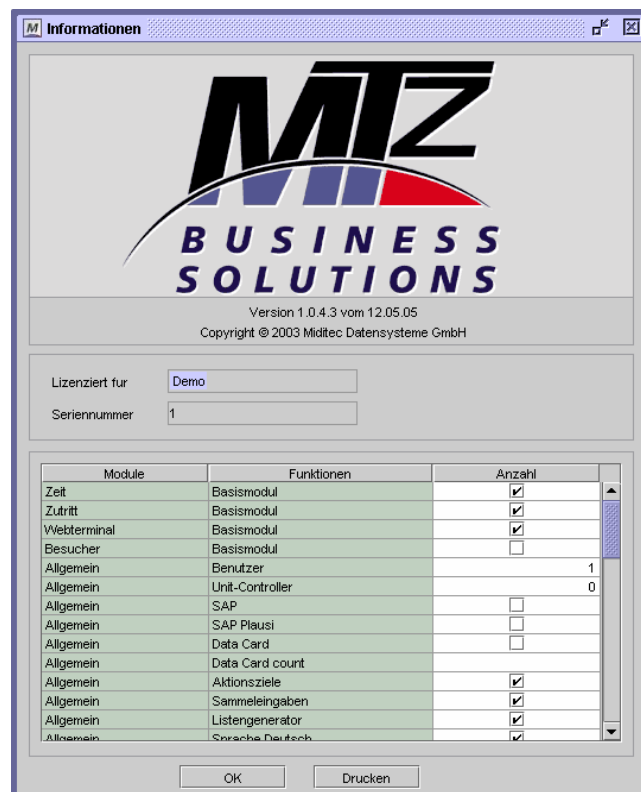 M Informationen
MTZ
BUSINESS
SOLUTIONS
Version 1.0.4.3 vom 12.05.05
Copyright © 2003 Miditec Datensysteme GmbH
Lizenziert fur Demo
Seriennummer 1
Module Funktionen Anzahl
Zeit Basismodul
Zutritt Basismodul
Webterminal Basismodul
Besucher Basismodul
Allgemein Benutzer 1
Allgemein Unit-Controller 0
Allgemein SAP
Allgemein SAP Plausi
Allgemein Data Card
Allgemein Data Card count
Allgemein Aktionsziele
Allgemein Sammeleingaben
Allgemein Listengenerator
Allgemein Sprache Deutsch
OK Drucken